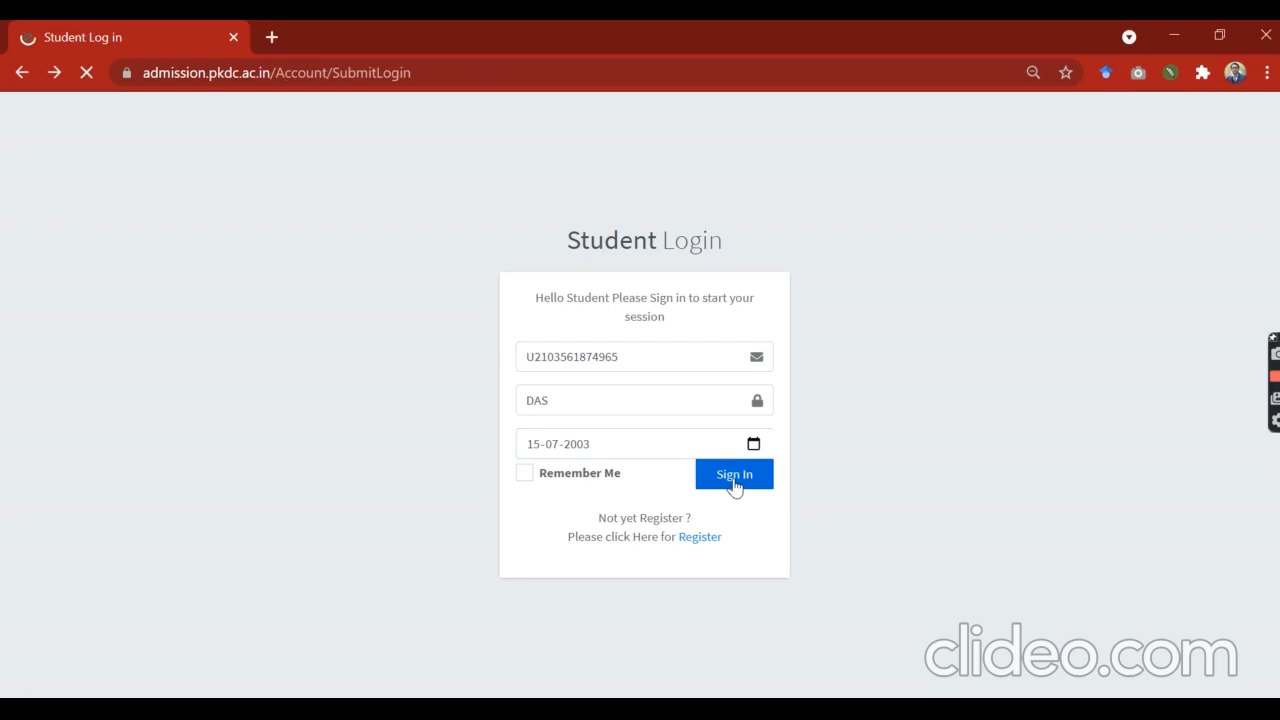 Student Log in
admission.pkdc.ac.in/Account/SubmitLogin
Student Login
Hello Student Please Sign in to start your
session
U2103561874965
DAS
15-07-2003
Remember Me
Sign In
Not yet Register ?
Please click Here for Register
clideo.com